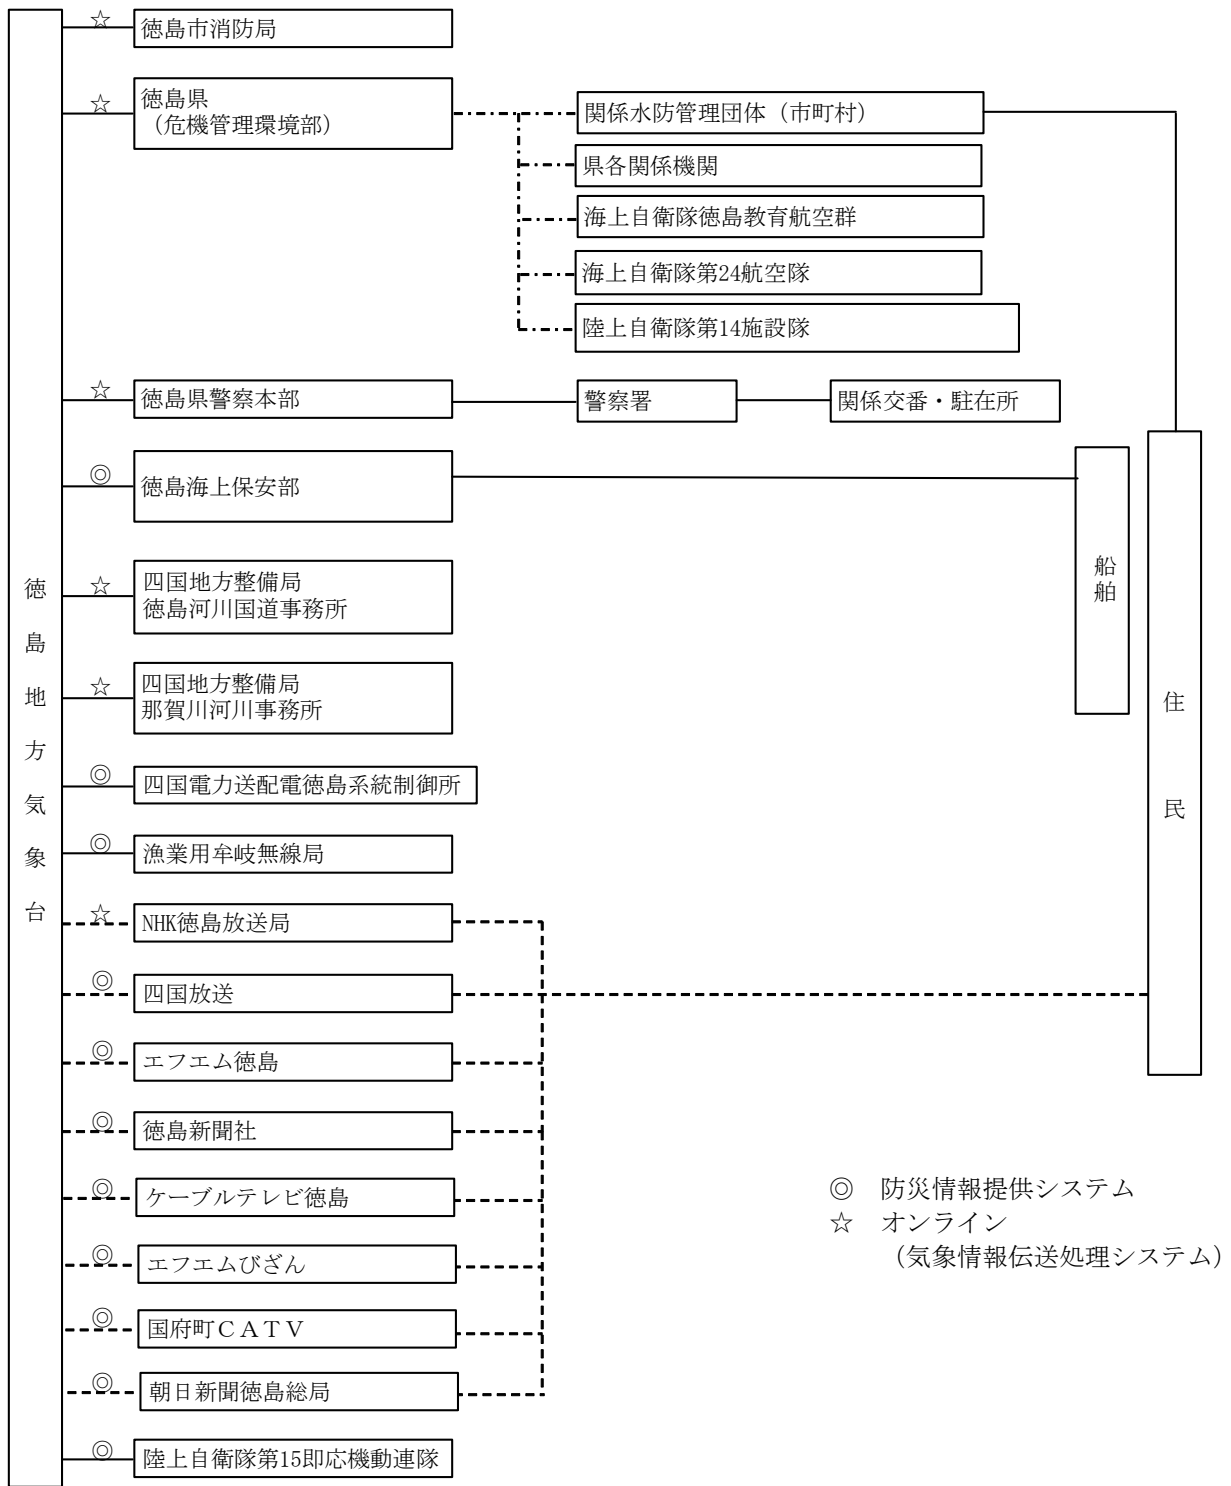 徳島地方気象台
☆
徳島市消防局
☆
徳島県
(危機管理環境部)
関係水防管理団体(市町村)
県各関係機関
海上自衛隊徳島教育航空群
海上自衛隊第24航空隊
陸上自衛隊第14施設隊
☆
徳島県警察本部
警察署
関係交番・駐在所
◎
徳島海上保安部
船舶
住民
☆
四国地方整備局
徳島河川国道事務所
☆
四国地方整備局
那賀川河川事務所
◎
四国電力送配電徳島系統制御所
◎
漁業用牟岐無線局
☆
NHK徳島放送局
◎
四国放送
◎
エフエム徳島
◎
徳島新聞社
◎
ケーブルテレビ徳島
◎
エフエムびざん
◎
国府町CATV
◎
朝日新聞徳島総局
◎
陸上自衛隊第15即応機動連隊
◎ 防災情報提供システム
☆ オンライン
(気象情報伝送処理システム)